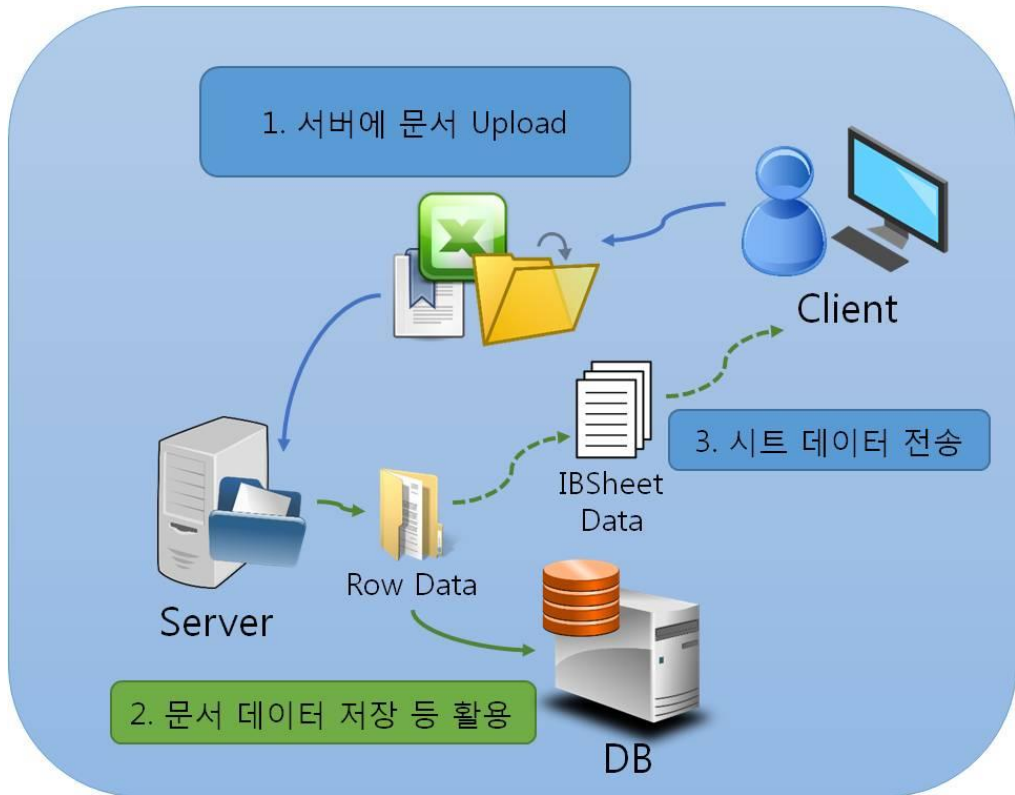 1. 서버에 문서 Upload
Client
3. 시트 데이터 전송
IBSheet
Data
Row Data
Server
2. 문서 데이터 저장 등 활용
DB